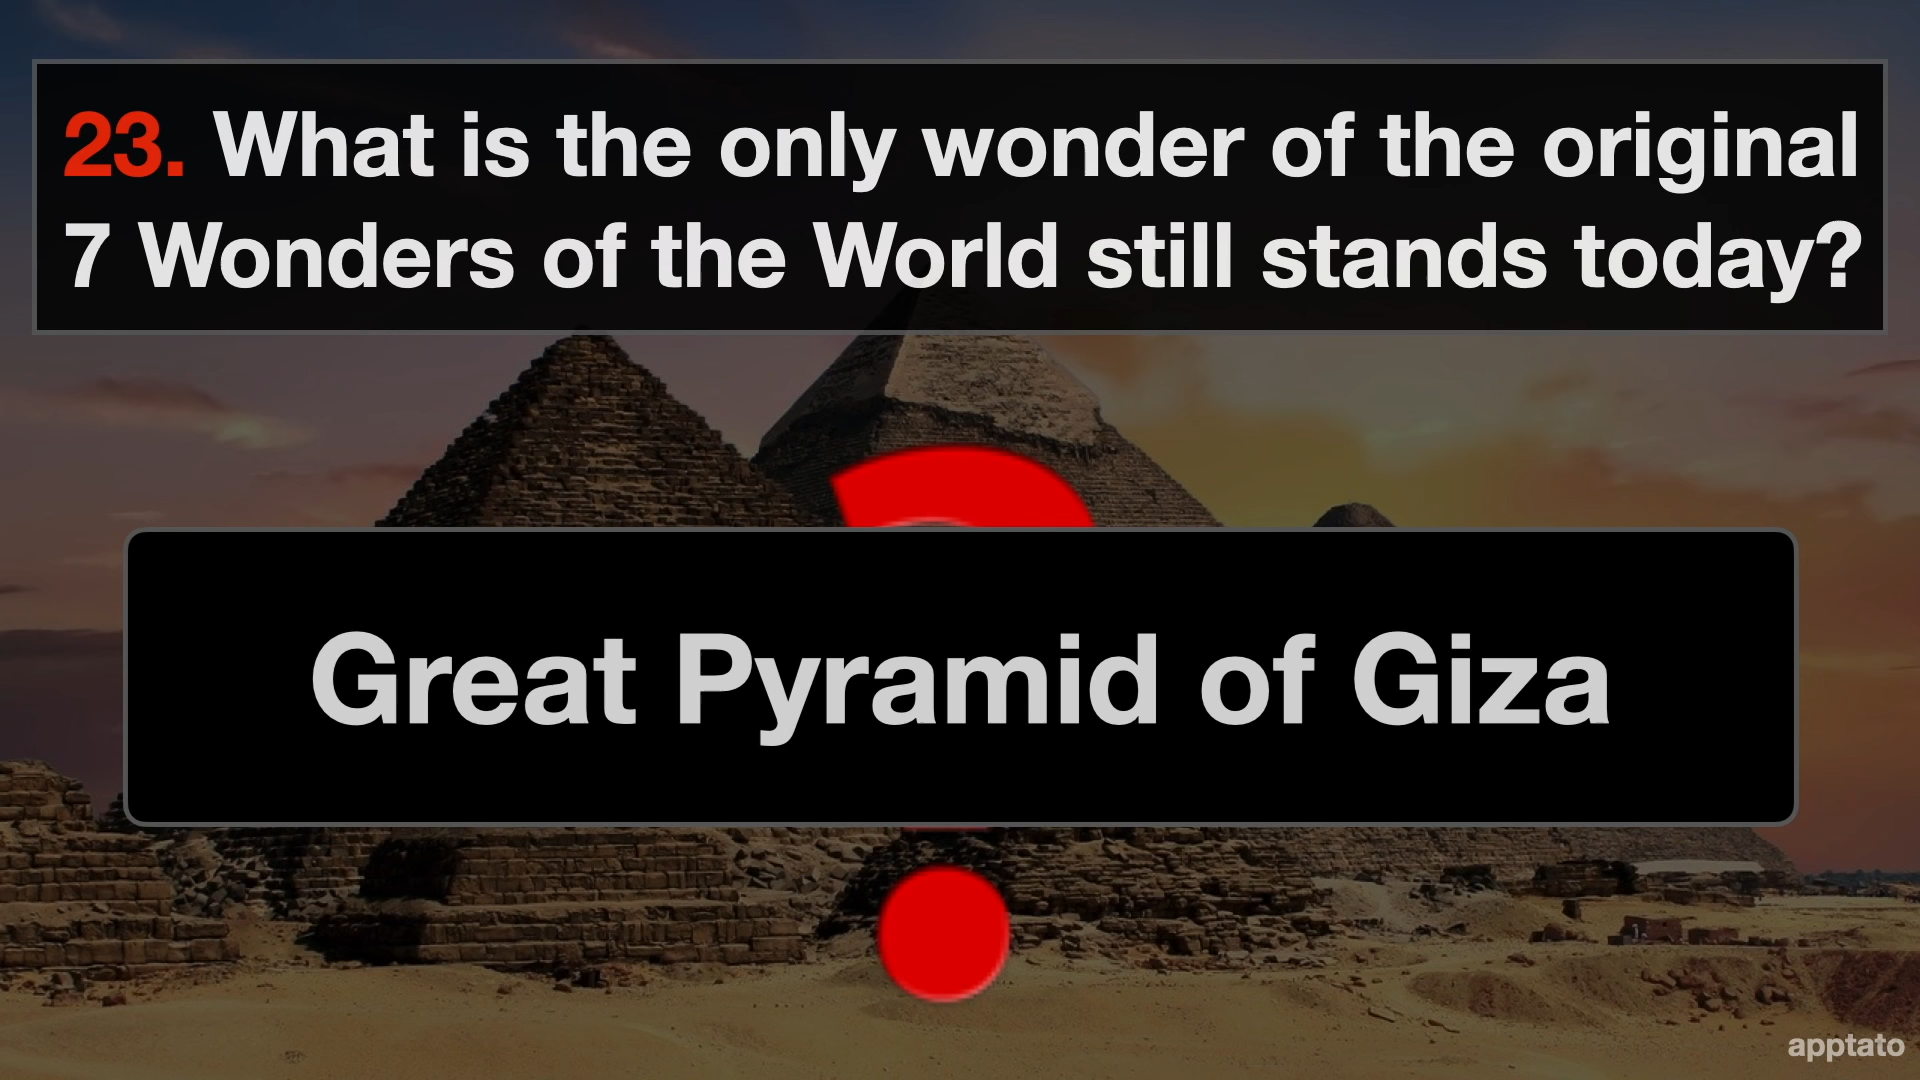 23. What is the only wonder of the original
7 Wonders of the World still stands today?
Great Pyramid of Giza
apptato